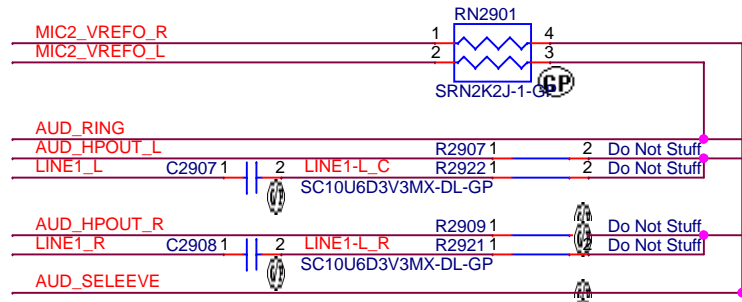 RN2901
MIC2_VREFO_R 1 4
MIC2_VREFO_L 2 3
SRN2K2J-1-GP
GP
AUD_RING
AUD_HPOUT_L R2907 1 2 Do Not Stuff
LINE1_L C2907 1 2 LINE1-L_C R2922 1 2 Do Not Stuff
SC10U6D3V3MX-DL-GP
AUD_HPOUT_R R2909 1 Do Not Stuff
LINE1_R C2908 1 2 LINE1-L_R R2921 1 2 Do Not Stuff
SC10U6D3V3MX-DL-GP
AUD_SELEEVE